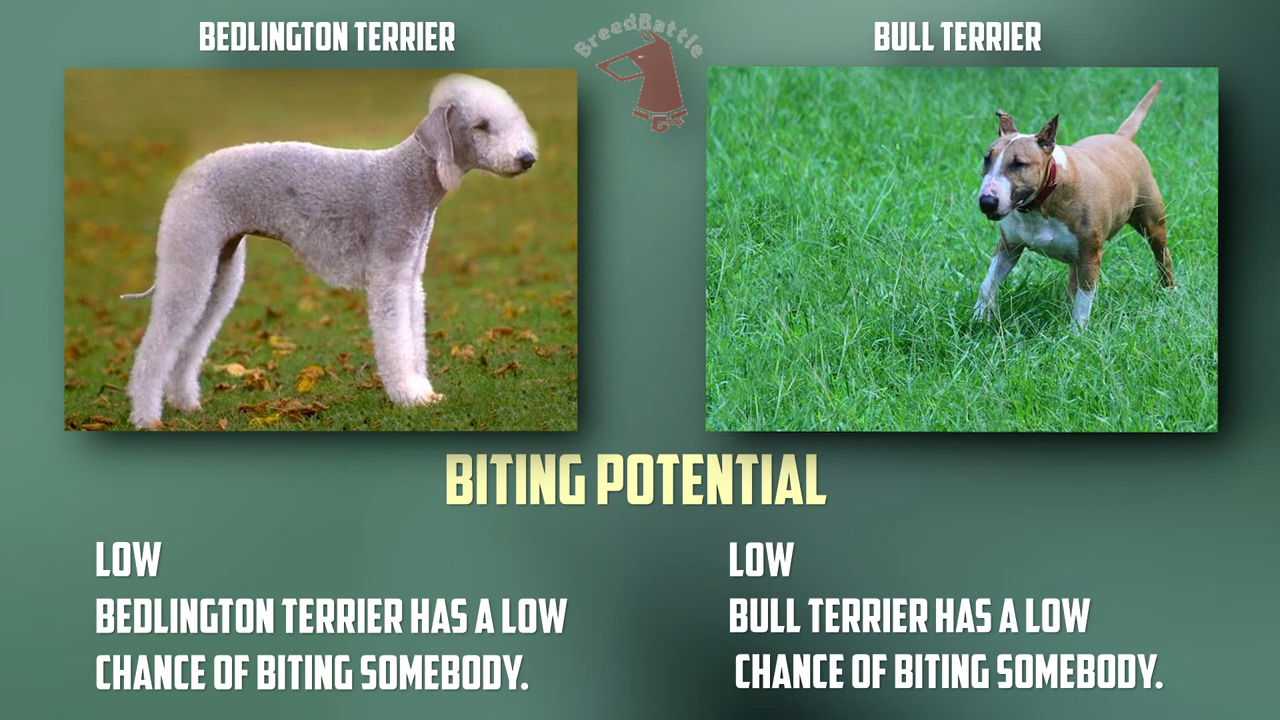 BEDLINGTON TERRIER
BreedBattle
BULL TERRIER
BITING POTENTIAL
LOW
BEDLINGTON TERRIER HAS A LOW
CHANCE OF BITING SOMEBODY.
LOW
BULL TERRIER HAS A LOW
CHANCE OF BITING SOMEBODY.